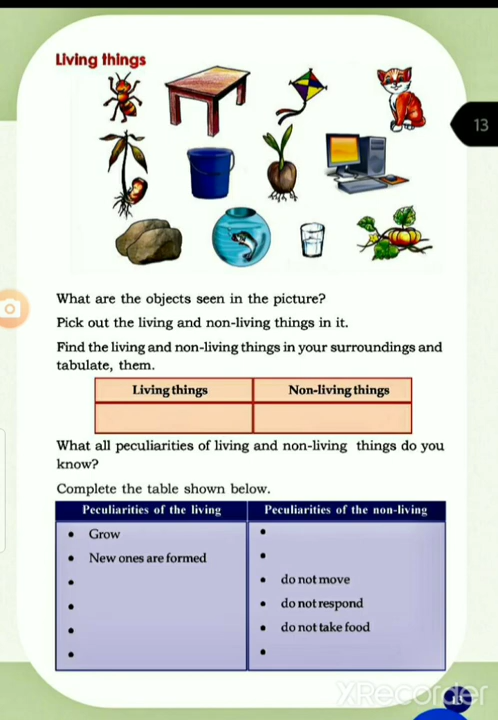 Living things
13
What are the objects seen in the picture?
Pick out the living and non-living things in it.
Find the living and non-living things in your surroundings and
tabulate, them.
Living things Non-living things
What all peculiarities of living and non-living things do you
know?
Complete the table shown below.
Peculiarities of the living Peculiarities of the non-living
• Grow •
• New ones are formed •
• • do not move
• • do not respond
• • do not take food
• •
XRecorder
13